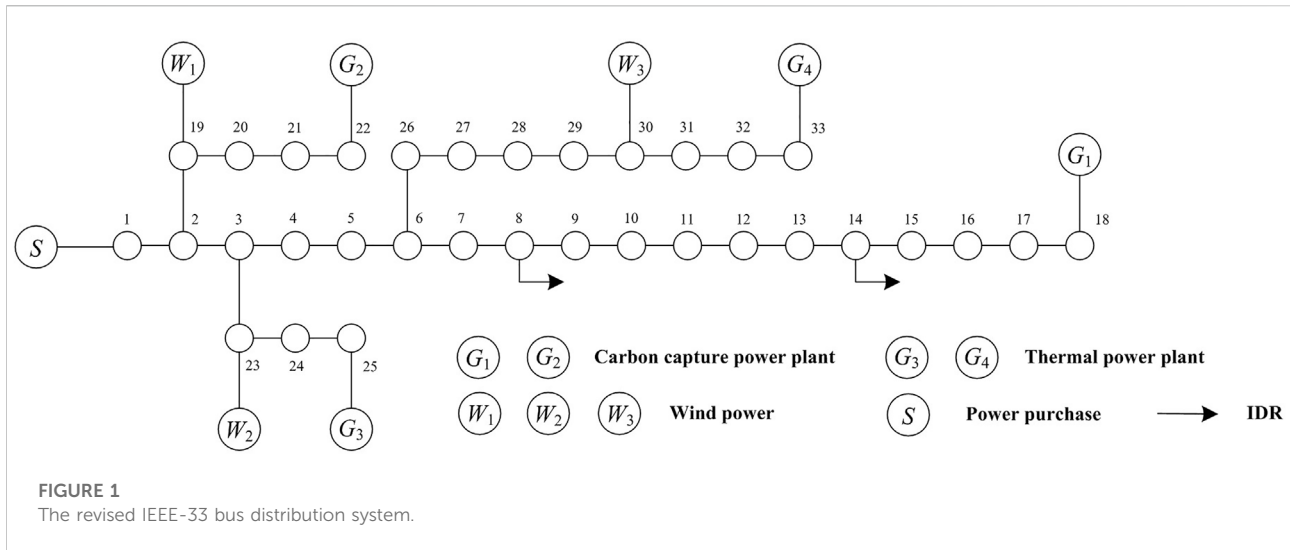 W1 G2 W3 G4
19 20 21 22 26 27 28 29 30 31 32 33
G1
S 1 2 3 4 5 6 7 8 9 10 11 12 13 14 15 16 17 18
23 24 25
W2 G3
G1 G2 Carbon capture power plant G3 G4 Thermal power plant
W1 W2 W3 Wind power S Power purchase IDR
FIGURE 1
The revised IEEE-33 bus distribution system.